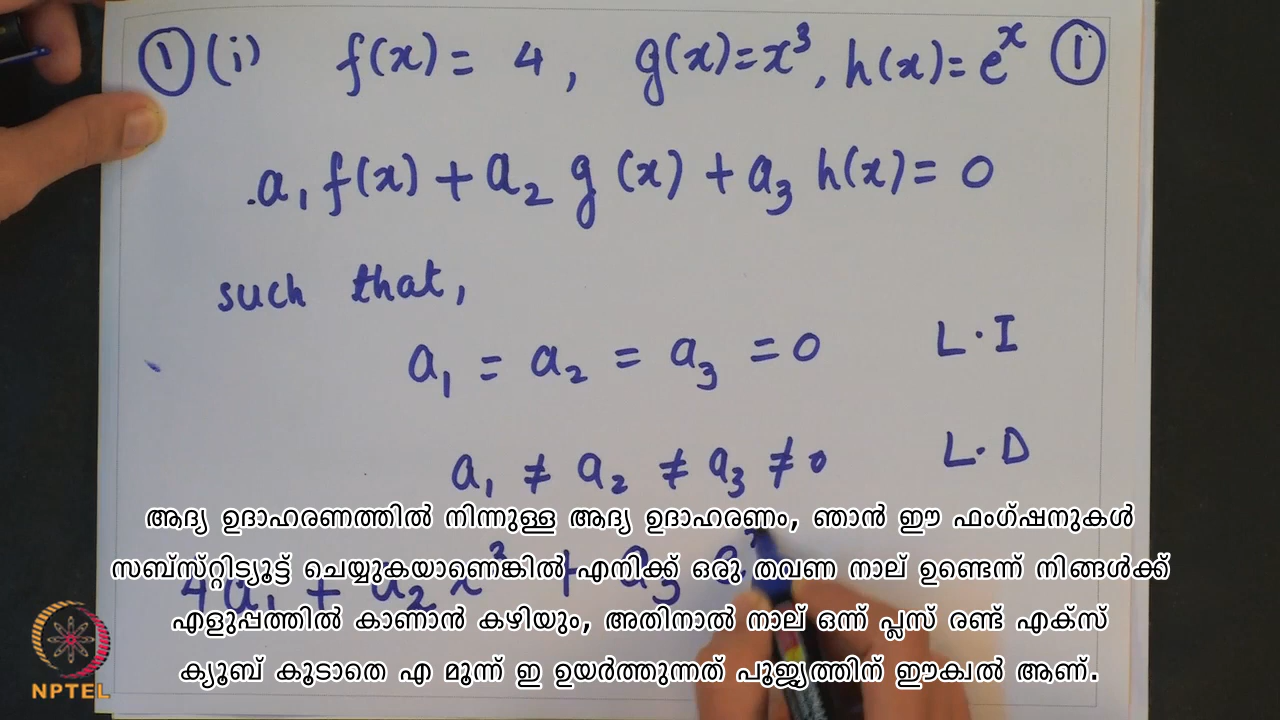 ① (i) f(x) = 4, g(x)=x³, h(x)=eˣ ①
a₁ f(x) + a₂ g(x) + a₃ h(x) = 0
such that,
a₁ = a₂ = a₃ = 0 L.I
a₁ ≠ a₂ ≠ a₃ ≠ 0 L.D
4a₁ + a₂ x³ + a₃
ആദ്യ ഉദാഹരണത്തിൽ നിന്നുള്ള ആദ്യ ഉദാഹരണം, ഞാൻ ഈ ഫംഗ്ഷനുകൾ
സബ്സ്റ്റിട്യൂട്ട് ചെയ്യുകയാണെങ്കിൽ എനിക്ക് ഒരു തവണ നാല് ഉണ്ടെന്ന് നിങ്ങൾക്ക്
എളുപ്പത്തിൽ കാണാൻ കഴിയും, അതിനാൽ നാല് ഒന്ന് പ്ലസ് രണ്ട് എക്സ്
ക്യൂബ് കൂടാതെ എ മൂന്ന് ഇ ഉയർത്തുന്നത് പൂജ്യത്തിന് ഈക്വൽ ആണ്.
NPTEL